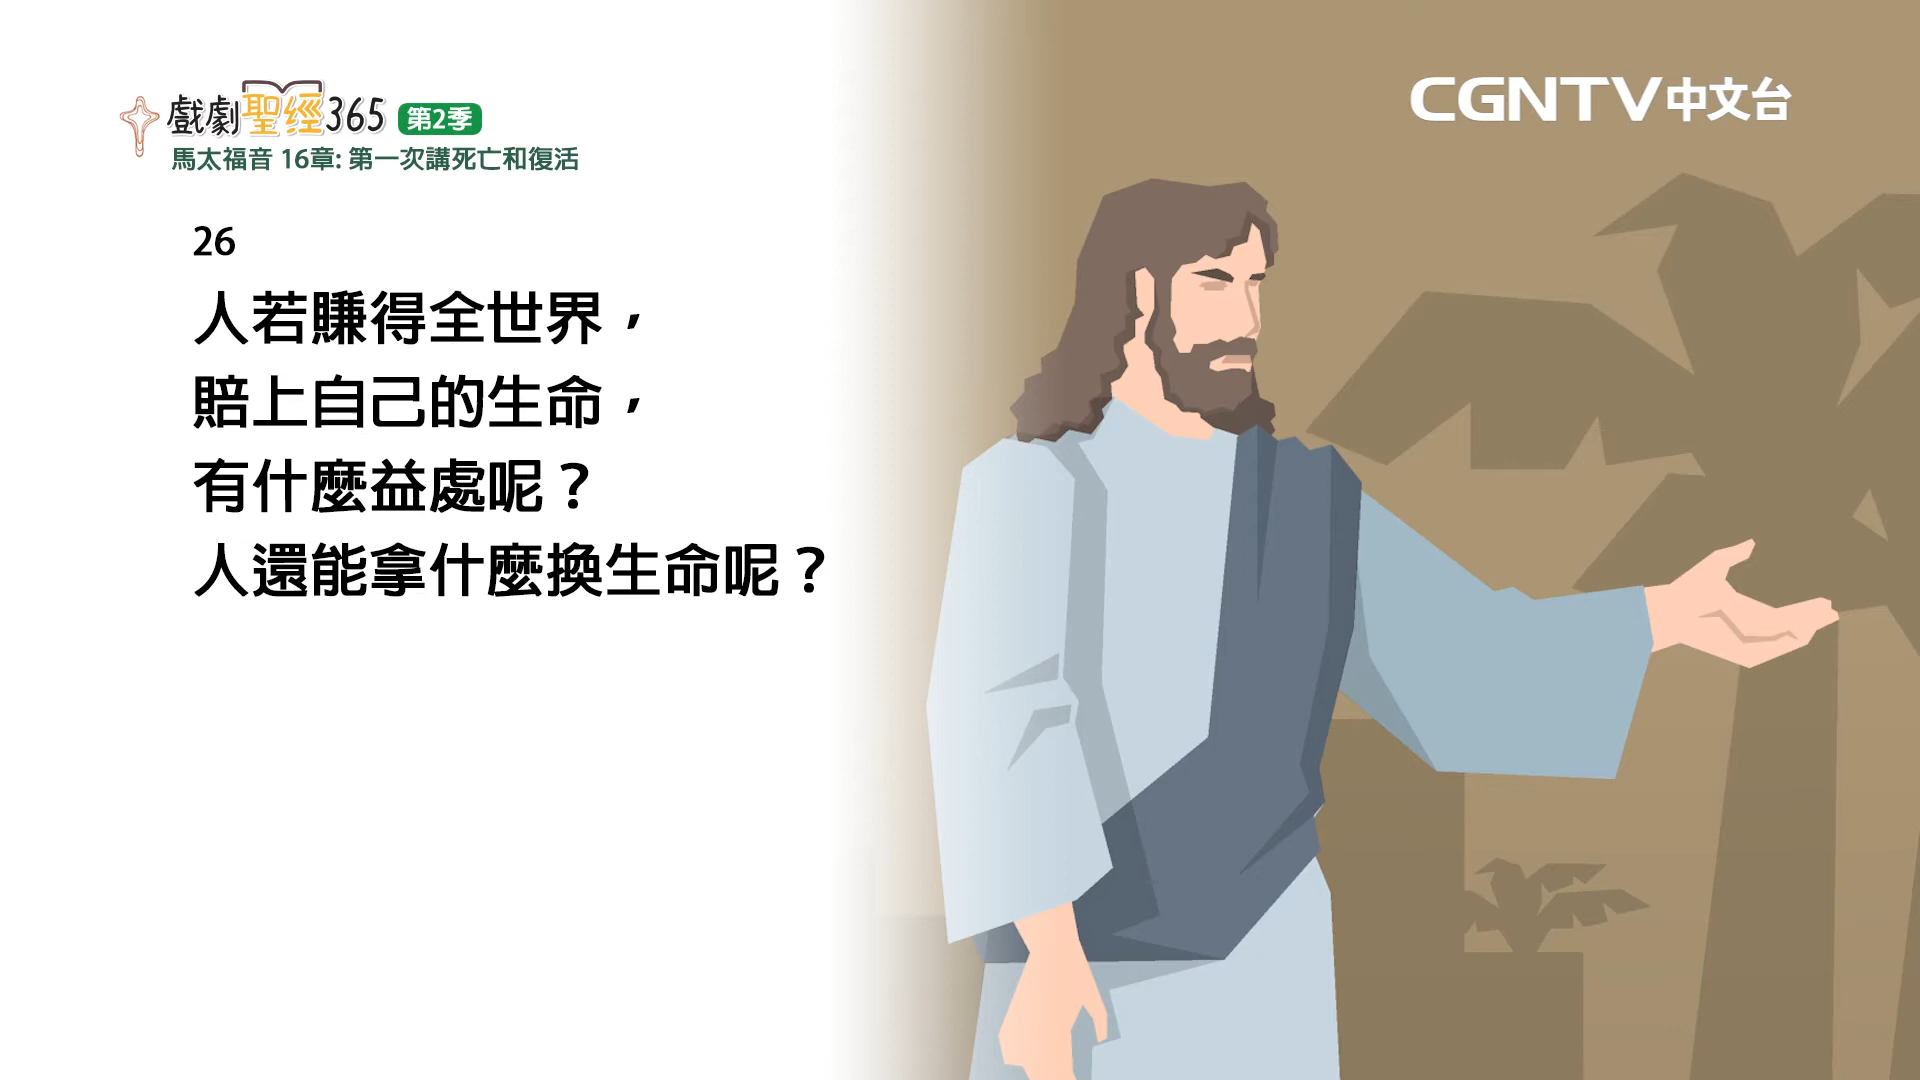 戲劇聖經365 第2季
CGNTV中文台
馬太福音 16章: 第一次講死亡和復活
26
人若賺得全世界，
賠上自己的生命，
有什麼益處呢？
人還能拿什麼換生命呢？